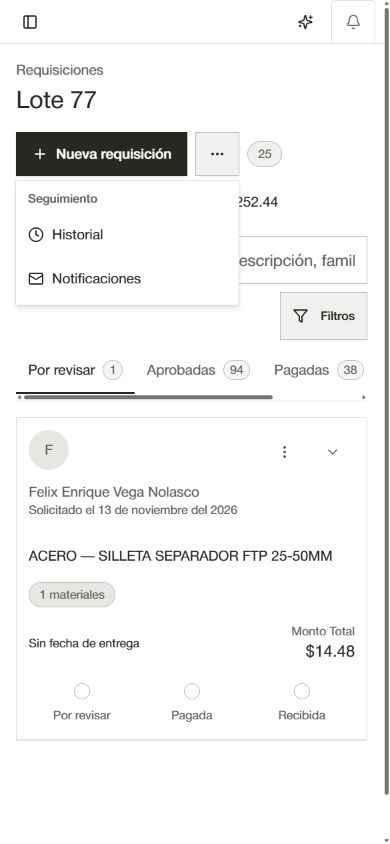 Requisiciones
Lote 77
Nueva requisición
25
Seguimiento
252.44
Historial
escripción, famil
Notificaciones
Filtros
Por revisar 1 Aprobadas 94 Pagadas 38
F
Felix Enrique Vega Nolasco
Solicitado el 13 de noviembre del 2026
ACERO — SILLETA SEPARADOR FTP 25-50MM
1 materiales
Monto Total
Sin fecha de entrega
$14.48
Por revisar Pagada Recibida